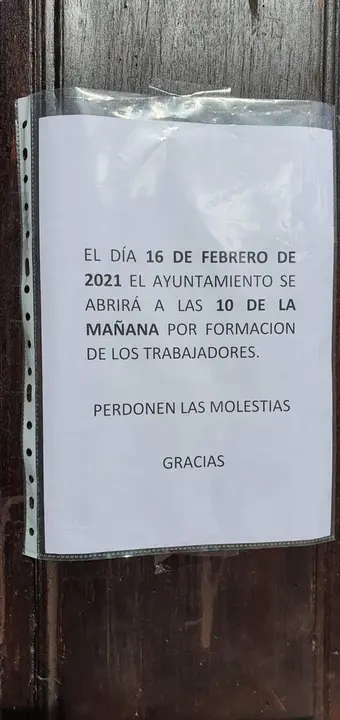 EL DÍA 16 DE FEBRERO DE
2021 EL AYUNTAMIENTO SE
ABRIRÁ A LAS 10 DE LA
MAÑANA POR FORMACION
DE LOS TRABAJADORES.
PERDONEN LAS MOLESTIAS
GRACIAS